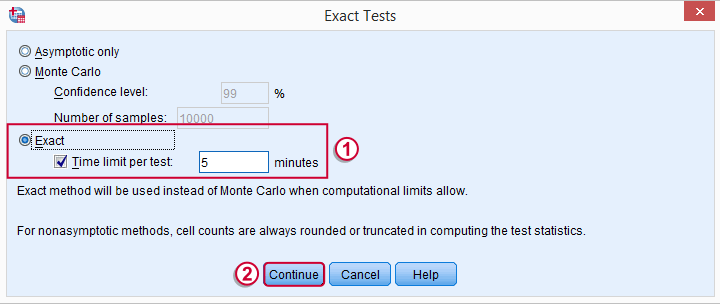 Exact Tests
Asymptotic only
Monte Carlo
Confidence level: 99 %
Number of samples: 10000
Exact
Time limit per test: 5 minutes
1
Exact method will be used instead of Monte Carlo when computational limits allow.
For nonasymptotic methods, cell counts are always rounded or truncated in computing the test statistics.
2 Continue Cancel Help